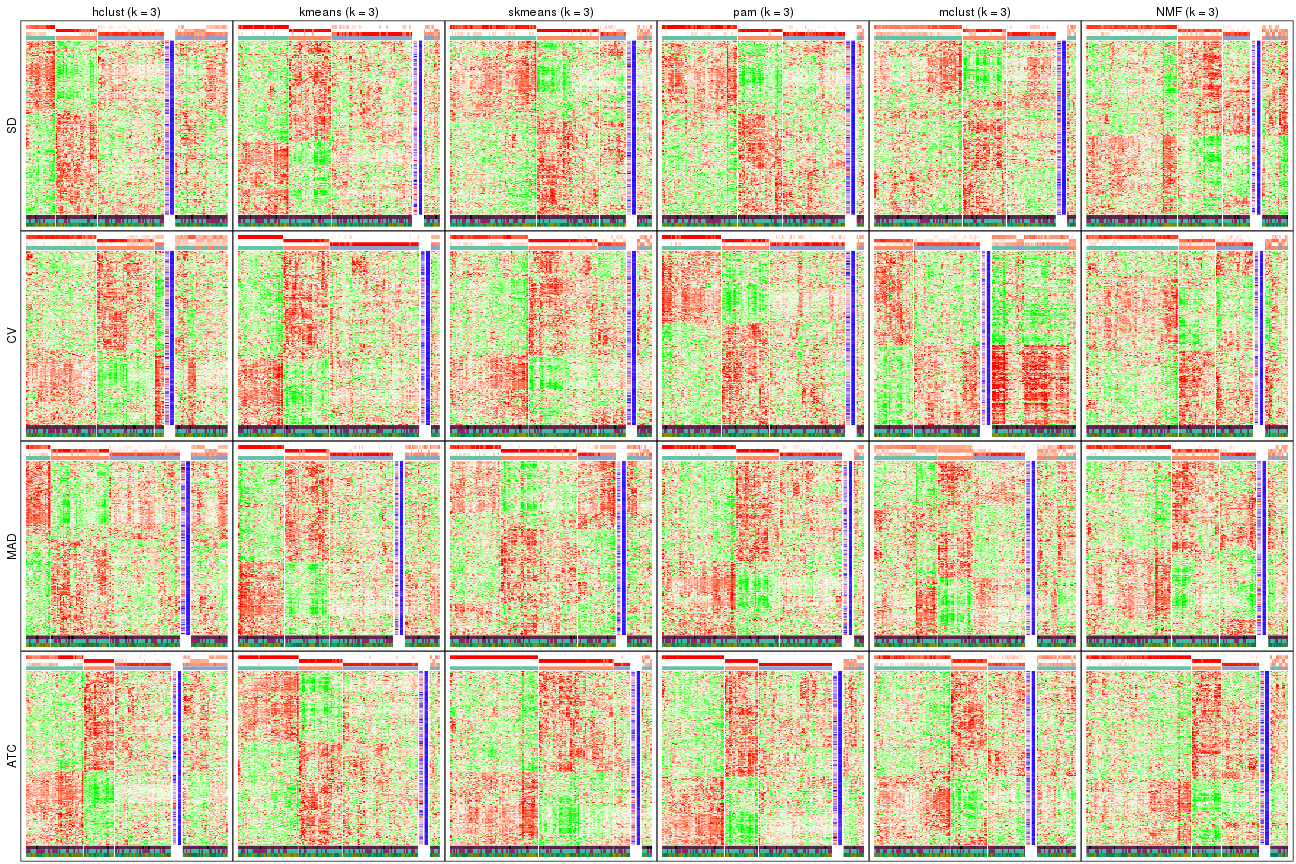 hclust (k = 3) kmeans (k = 3) skmeans (k = 3) pam (k = 3) mclust (k = 3) NMF (k = 3)
SD
CV
MAD
ATC